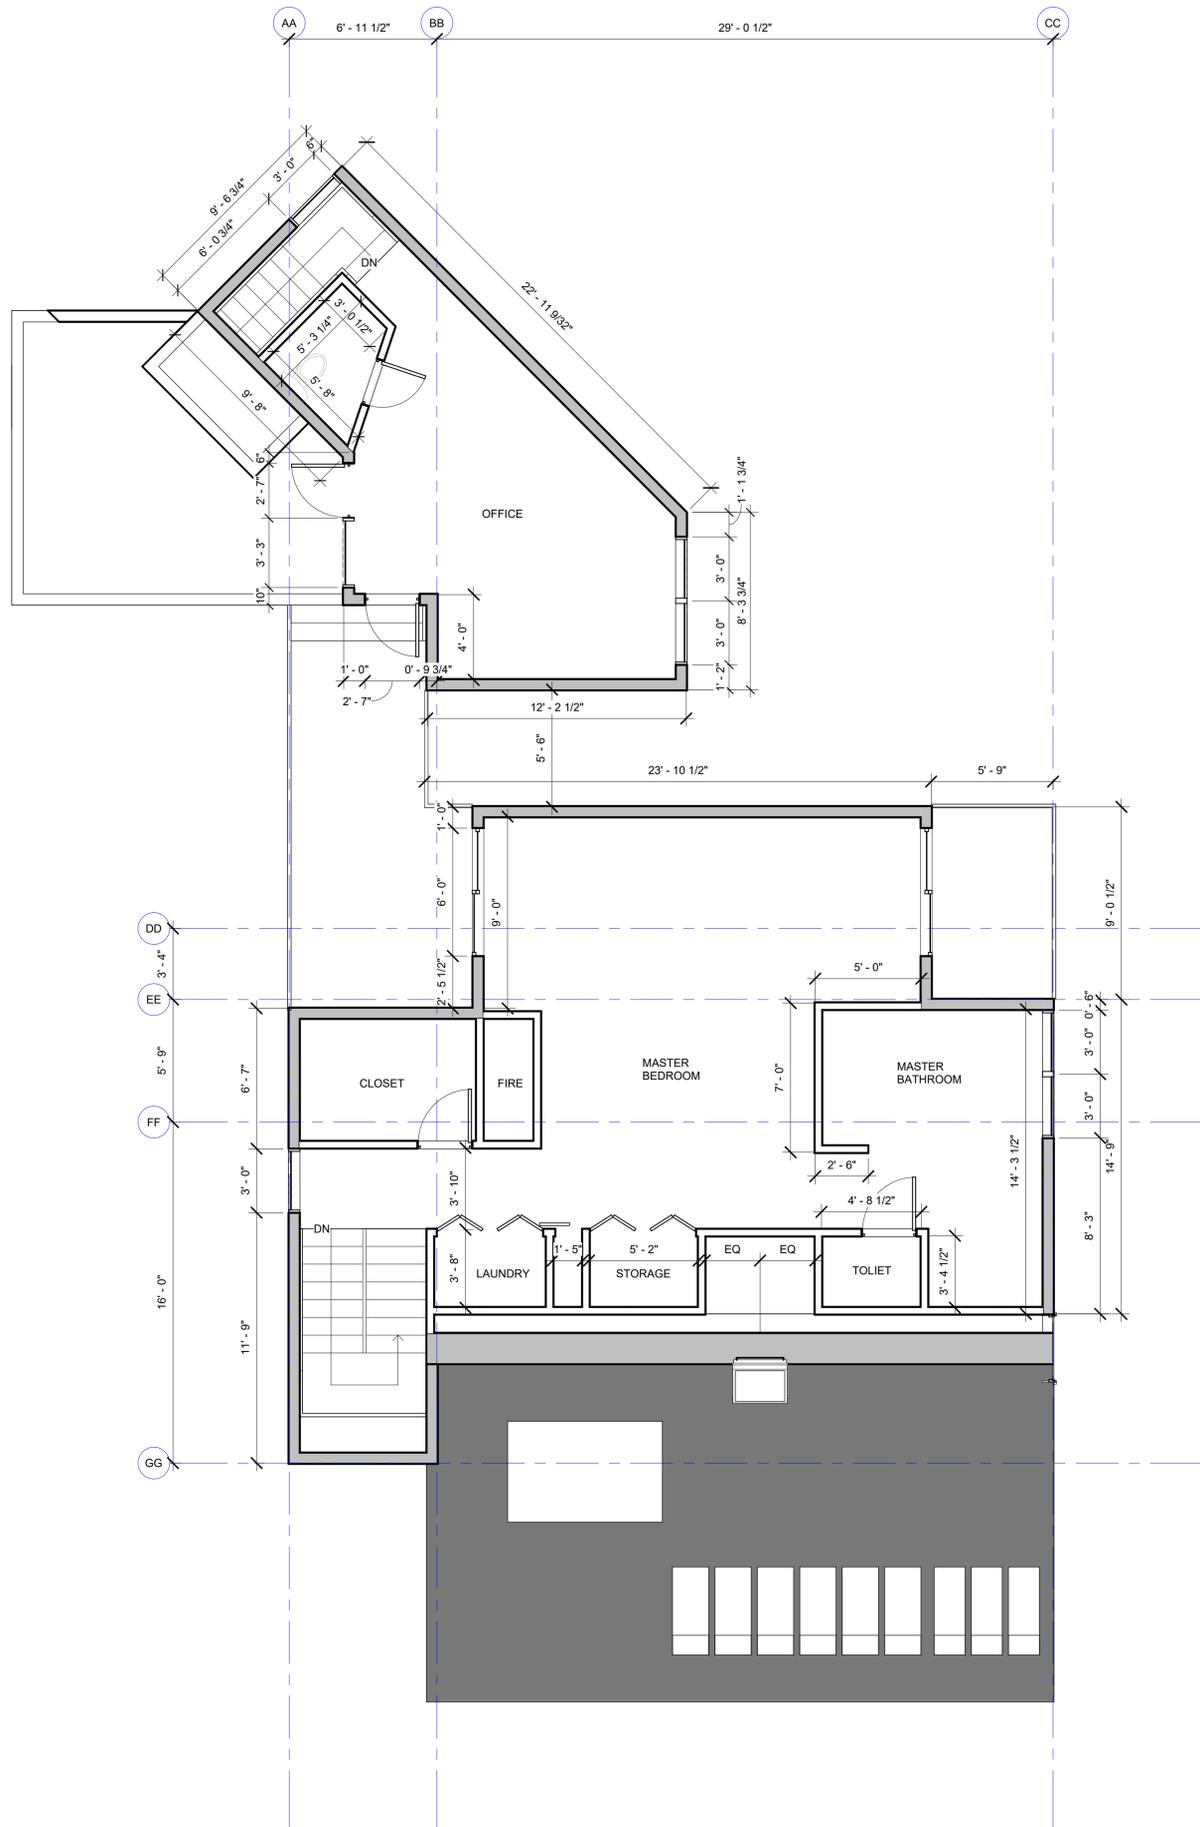 AA
BB
CC
6' - 11 1/2"
29' - 0 1/2"
6"
3' - 0"
9' - 6 3/4"
6' - 0 3/4"
DN
22' - 11 9/32"
3' - 0 1/2"
5' - 3 1/4"
5' - 8"
9' - 8"
6"
2' - 7"
3' - 3"
10"
OFFICE
1' - 1 3/4"
3' - 0"
8' - 3 3/4"
3' - 0"
1' - 2"
4' - 0"
1' - 0"
0' - 9 3/4"
2' - 7"
12' - 2 1/2"
5' - 6"
23' - 10 1/2"
5' - 9"
1' - 0"
6' - 0"
9' - 0"
2' - 5 1/2"
9' - 0 1/2"
DD
3' - 4"
EE
5' - 9"
FF
16' - 0"
GG
5' - 0"
0' - 6"
3' - 0"
3' - 0"
14' - 3 1/2"
14' - 9"
8' - 3"
6' - 7"
CLOSET
FIRE
MASTER
BEDROOM
7' - 0"
MASTER
BATHROOM
3' - 0"
3' - 10"
2' - 6"
4' - 8 1/2"
DN
11' - 9"
3' - 8"
LAUNDRY
1' - 5"
5' - 2"
STORAGE
EQ
EQ
TOLIET
3' - 4 1/2"